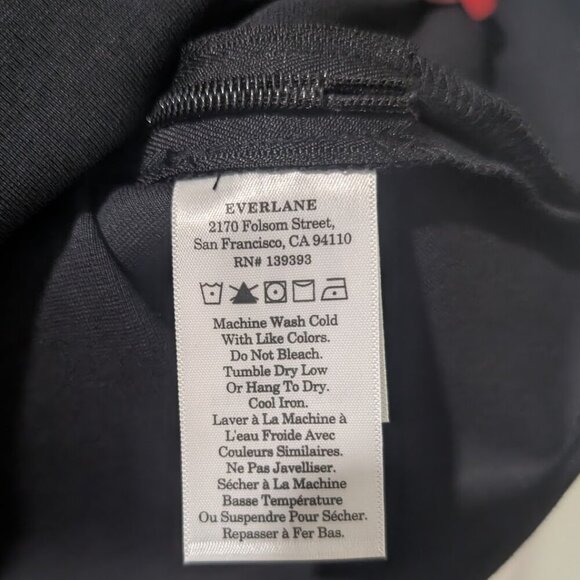 EVERLANE
2170 Folsom Street,
San Francisco, CA 94110
RN# 139393
Machine Wash Cold
With Like Colors.
Do Not Bleach.
Tumble Dry Low
Or Hang To Dry.
Cool Iron.
Laver à La Machine à
L'eau Froide Avec
Couleurs Similaires.
Ne Pas Javelliser.
Sécher à La Machine
Basse Température
Ou Suspendre Pour Sécher.
Repasser à Fer Bas.